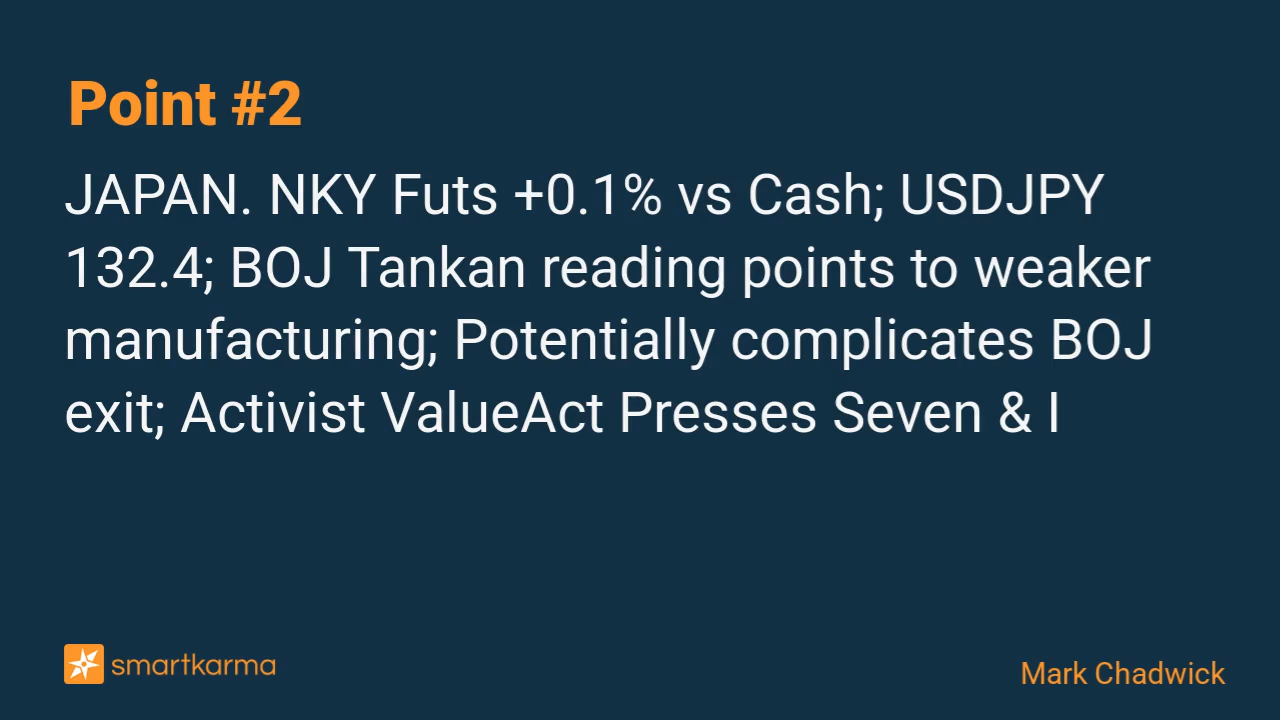 Point #2
JAPAN. NKY Futs +0.1% vs Cash; USDJPY
132.4; BOJ Tankan reading points to weaker
manufacturing; Potentially complicates BOJ
exit; Activist ValueAct Presses Seven & I
smartkarma
Mark Chadwick